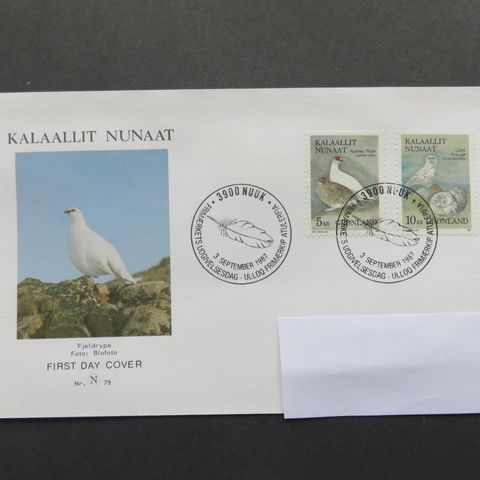 KALAALLIT NUNAAT
Fjeldrype
Foto: Biofoto
FIRST DAY COVER
Nr. N 79
3900 NUUK
FRIMÆRKETS UDGIVELSESDAG - ULLOQ FRIMÆRKIP ATULERFIA
3 SEPTEMBER 1987
KALAALLIT
NUNAAT
5 KR GRØNLAND
KALAALLIT
NUNAAT
10 KR GRØNLAND
3900 NUUK
FRIMÆRKETS UDGIVELSESDAG - ULLOQ FRIMÆRKIP ATULERFIA
3 SEPTEMBER 1987